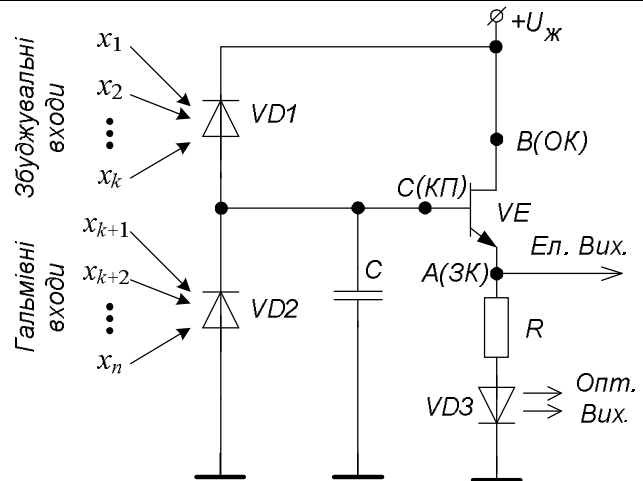 +Uж
Збуджувальні
входи
x1
x2
xk
VD1
B(ОК)
C(КП)
VE
Ел. Вих.
A(ЗК)
Гальмівні
входи
xk+1
xk+2
xn
VD2
C
R
VD3
Опт.
Вих.